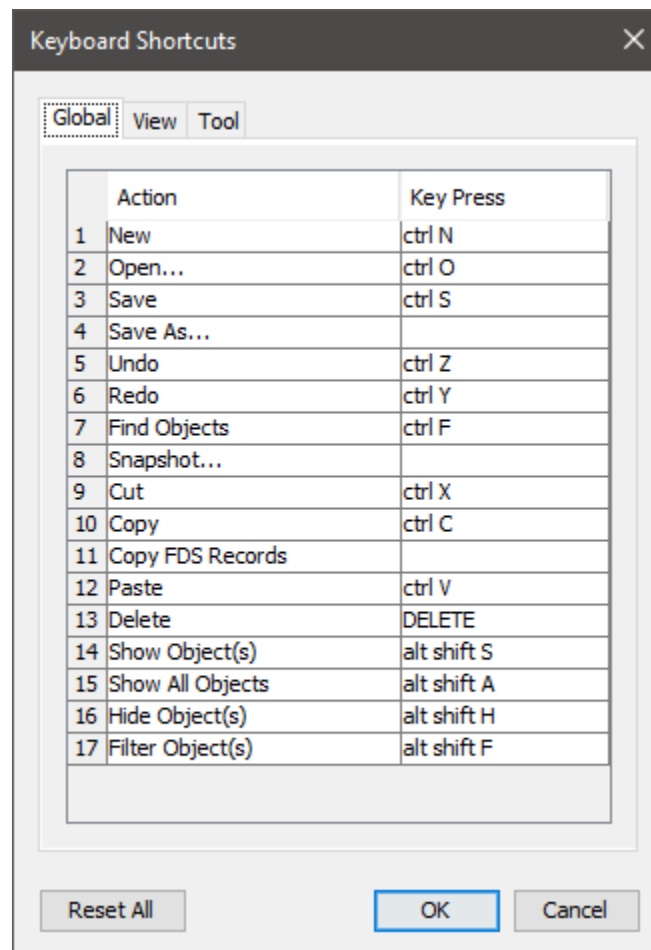 Keyboard Shortcuts
Global View Tool
Action Key Press
1 New ctrl N
2 Open... ctrl O
3 Save ctrl S
4 Save As...
5 Undo ctrl Z
6 Redo ctrl Y
7 Find Objects ctrl F
8 Snapshot...
9 Cut ctrl X
10 Copy ctrl C
11 Copy FDS Records
12 Paste ctrl V
13 Delete DELETE
14 Show Object(s) alt shift S
15 Show All Objects alt shift A
16 Hide Object(s) alt shift H
17 Filter Object(s) alt shift F
Reset All OK Cancel